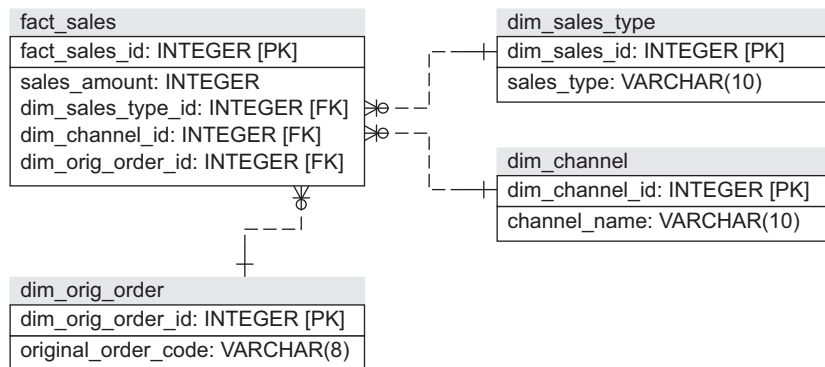 fact_sales
fact_sales_id: INTEGER [PK]
sales_amount: INTEGER
dim_sales_type_id: INTEGER [FK]
dim_channel_id: INTEGER [FK]
dim_orig_order_id: INTEGER [FK]
dim_sales_type
dim_sales_id: INTEGER [PK]
sales_type: VARCHAR(10)
dim_channel
dim_channel_id: INTEGER [PK]
channel_name: VARCHAR(10)
dim_orig_order
dim_orig_order_id: INTEGER [PK]
original_order_code: VARCHAR(8)